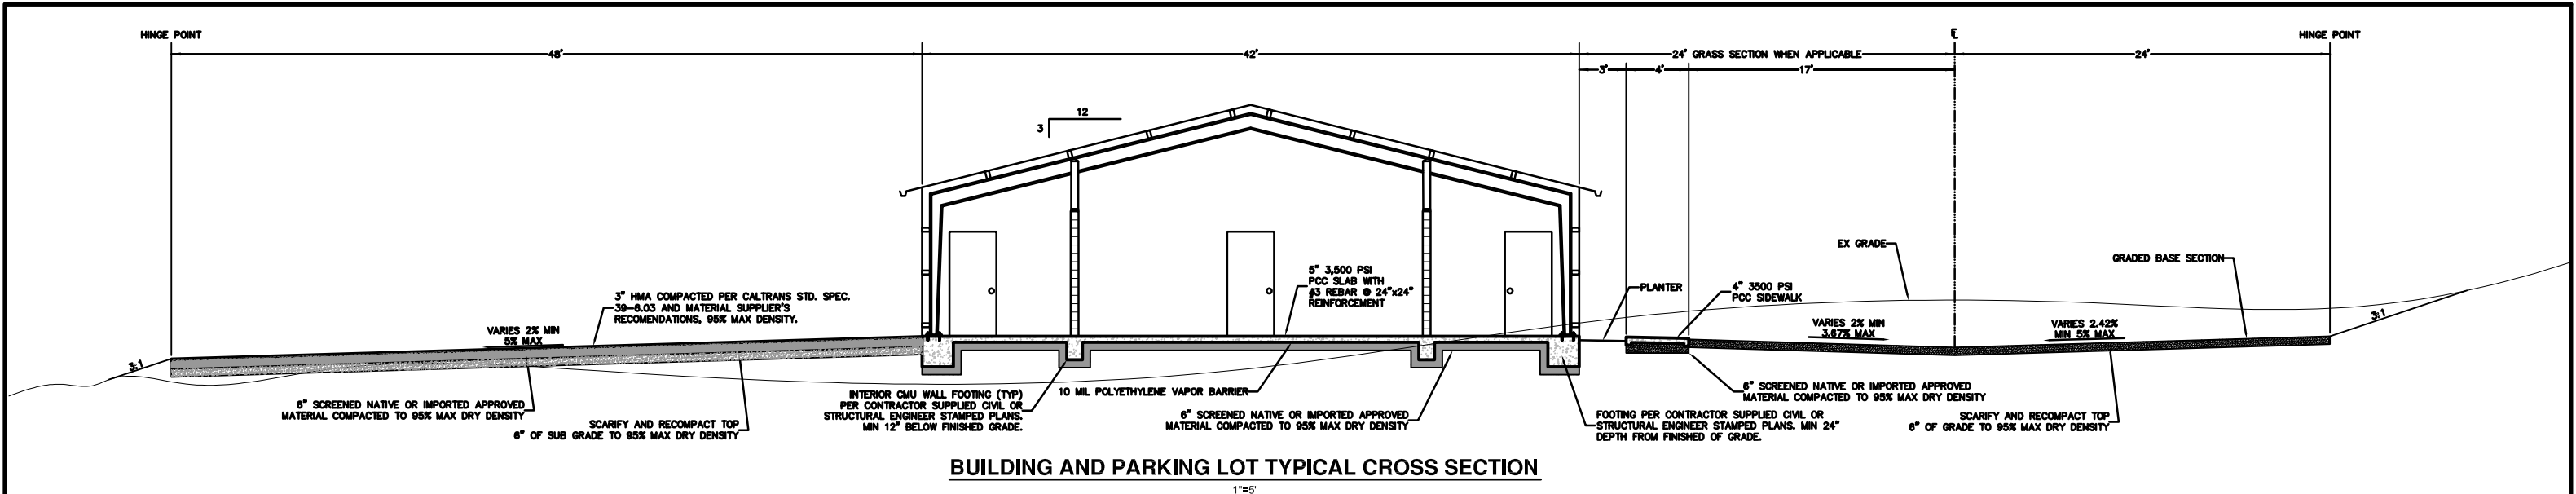 HINGE POINT
48'
42'
24' GRASS SECTION WHEN APPLICABLE
24'
HINGE POINT
3'
4'
17'
12
3
EX GRADE
GRADED BASE SECTION
5" 3,500 PSI
PCC SLAB WITH
#3 REBAR @ 24"x24"
REINFORCEMENT
PLANTER
4" 3500 PSI
PCC SIDEWALK
3" HMA COMPACTED PER CALTRANS STD. SPEC.
39-6.03 AND MATERIAL SUPPLIER'S
RECOMENDATIONS, 95% MAX DENSITY.
VARIES 2% MIN
5% MAX
VARIES 2% MIN
3.67% MAX
VARIES 2.42%
MIN 5% MAX
3:1
3:1
6" SCREENED NATIVE OR IMPORTED APPROVED
MATERIAL COMPACTED TO 95% MAX DRY DENSITY
SCARIFY AND RECOMPACT TOP
6" OF SUB GRADE TO 95% MAX DRY DENSITY
INTERIOR CMU WALL FOOTING (TYP)
PER CONTRACTOR SUPPLIED CIVIL OR
STRUCTURAL ENGINEER STAMPED PLANS.
MIN 12" BELOW FINISHED GRADE.
10 MIL POLYETHYLENE VAPOR BARRIER
6" SCREENED NATIVE OR IMPORTED APPROVED
MATERIAL COMPACTED TO 95% MAX DRY DENSITY
FOOTING PER CONTRACTOR SUPPLIED CIVIL OR
STRUCTURAL ENGINEER STAMPED PLANS. MIN 24"
DEPTH FROM FINISHED OF GRADE.
6" SCREENED NATIVE OR IMPORTED APPROVED
MATERIAL COMPACTED TO 95% MAX DRY DENSITY
SCARIFY AND RECOMPACT TOP
6" OF GRADE TO 95% MAX DRY DENSITY
BUILDING AND PARKING LOT TYPICAL CROSS SECTION
1"=5'